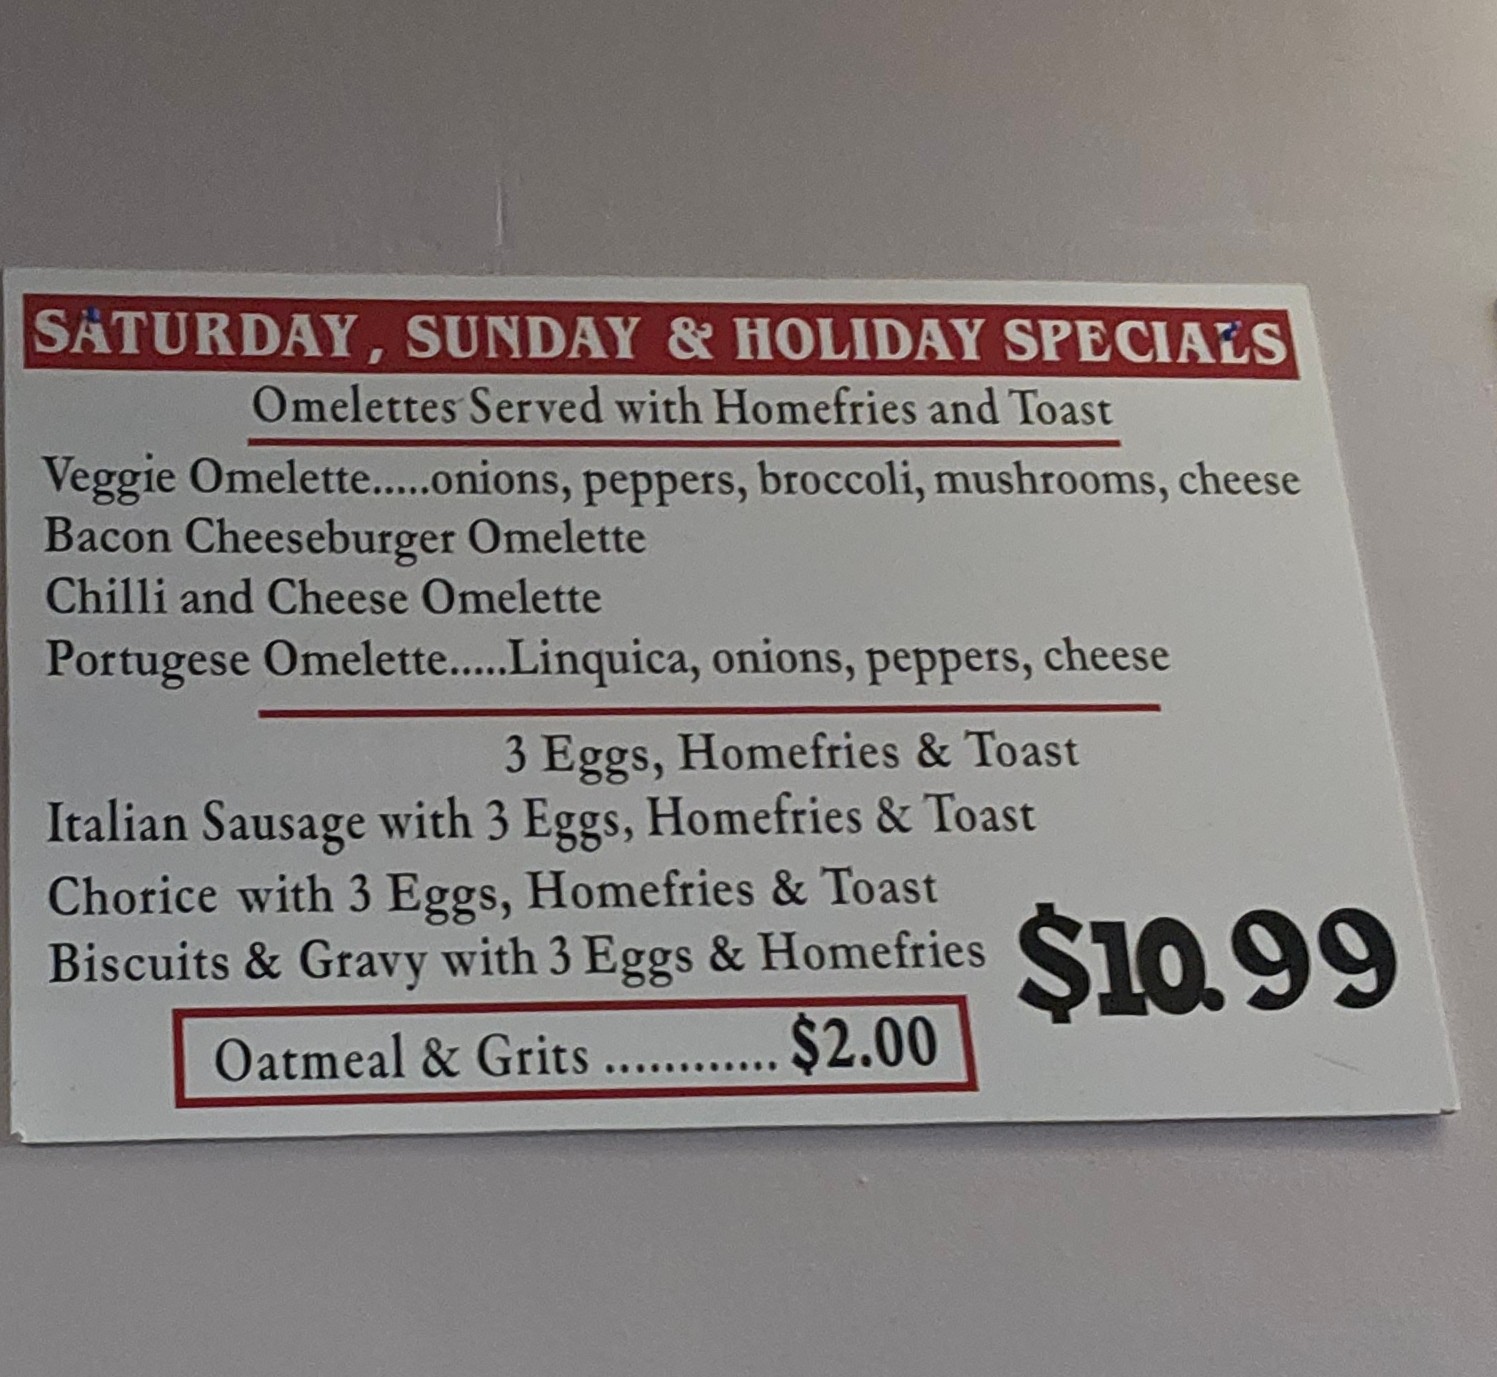 SATURDAY, SUNDAY & HOLIDAY SPECIALS
Omelettes Served with Homefries and Toast
Veggie Omelette.....onions, peppers, broccoli, mushrooms, cheese
Bacon Cheeseburger Omelette
Chilli and Cheese Omelette
Portugese Omelette.....Linquica, onions, peppers, cheese
3 Eggs, Homefries & Toast
Italian Sausage with 3 Eggs, Homefries & Toast
Chorice with 3 Eggs, Homefries & Toast
Biscuits & Gravy with 3 Eggs & Homefries
$10.99
Oatmeal & Grits ............ $2.00